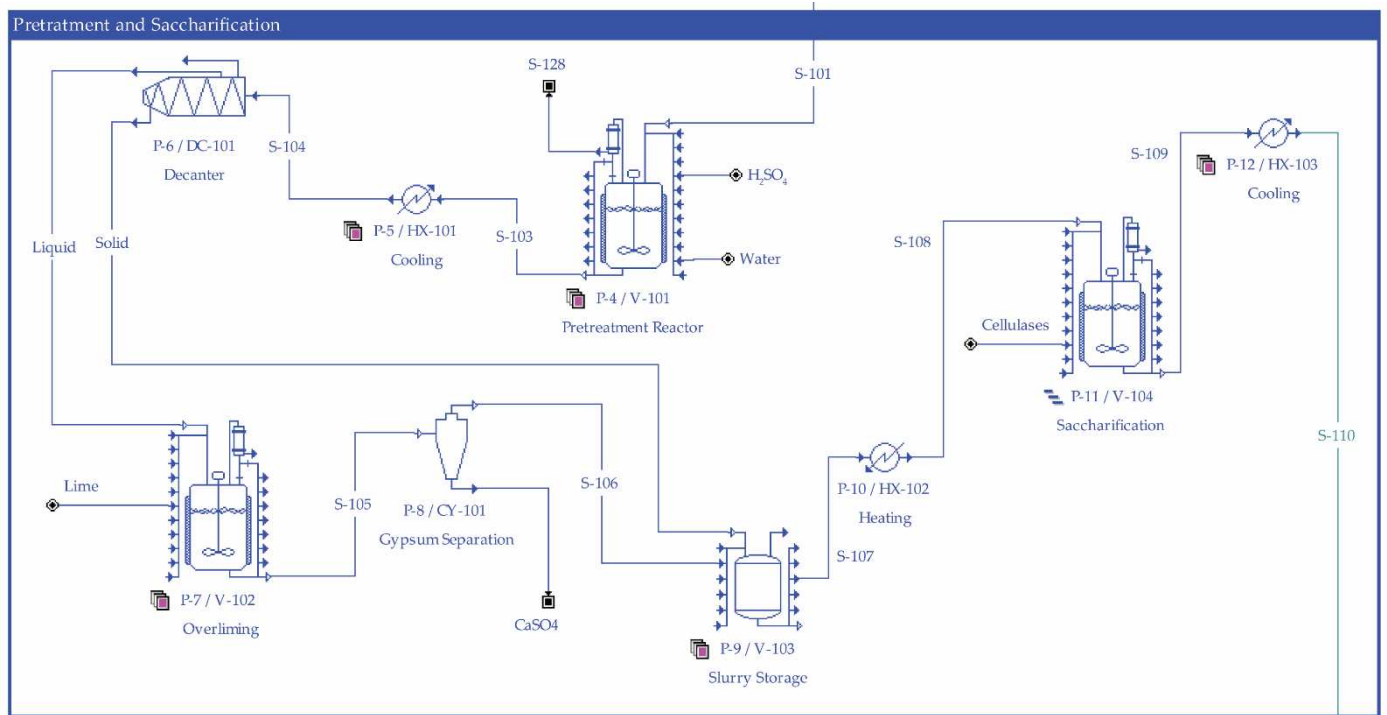 Pretratment and Saccharification
S-128
S-101
P-6 / DC-101
Decanter
S-104
H₂SO₄
S-109
P-12 / HX-103
Cooling
Liquid
Solid
P-5 / HX-101
Cooling
S-103
Water
S-108
P-4 / V-101
Pretreatment Reactor
Cellulases
P-11 / V-104
Saccharification
S-110
Lime
S-105
P-8 / CY-101
Gypsum Separation
S-106
P-10 / HX-102
Heating
S-107
P-7 / V-102
Overliming
CaSO4
P-9 / V-103
Slurry Storage